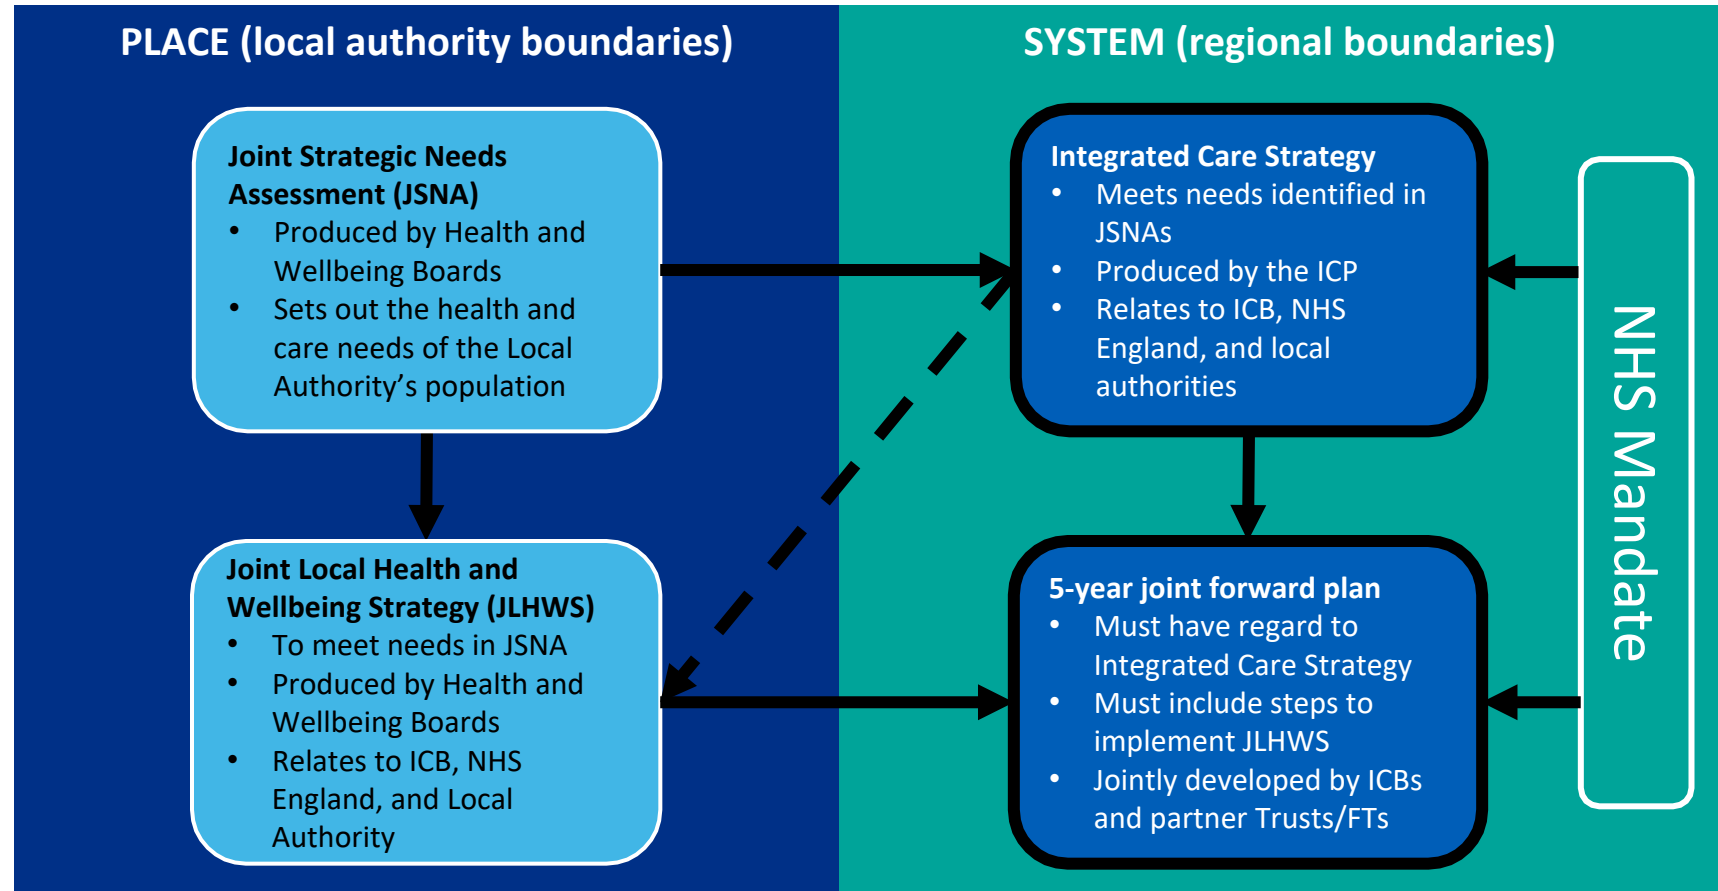 PLACE (local authority boundaries)
SYSTEM (regional boundaries)
Joint Strategic Needs
Assessment (JSNA)
• Produced by Health and
Wellbeing Boards
• Sets out the health and
care needs of the Local
Authority’s population
Integrated Care Strategy
• Meets needs identified in
JSNAs
• Produced by the ICP
• Relates to ICB, NHS
England, and local
authorities
Joint Local Health and
Wellbeing Strategy (JLHWS)
• To meet needs in JSNA
• Produced by Health and
Wellbeing Boards
• Relates to ICB, NHS
England, and Local
Authority
5-year joint forward plan
• Must have regard to
Integrated Care Strategy
• Must include steps to
implement JLHWS
• Jointly developed by ICBs
and partner Trusts/FTs
NHS Mandate